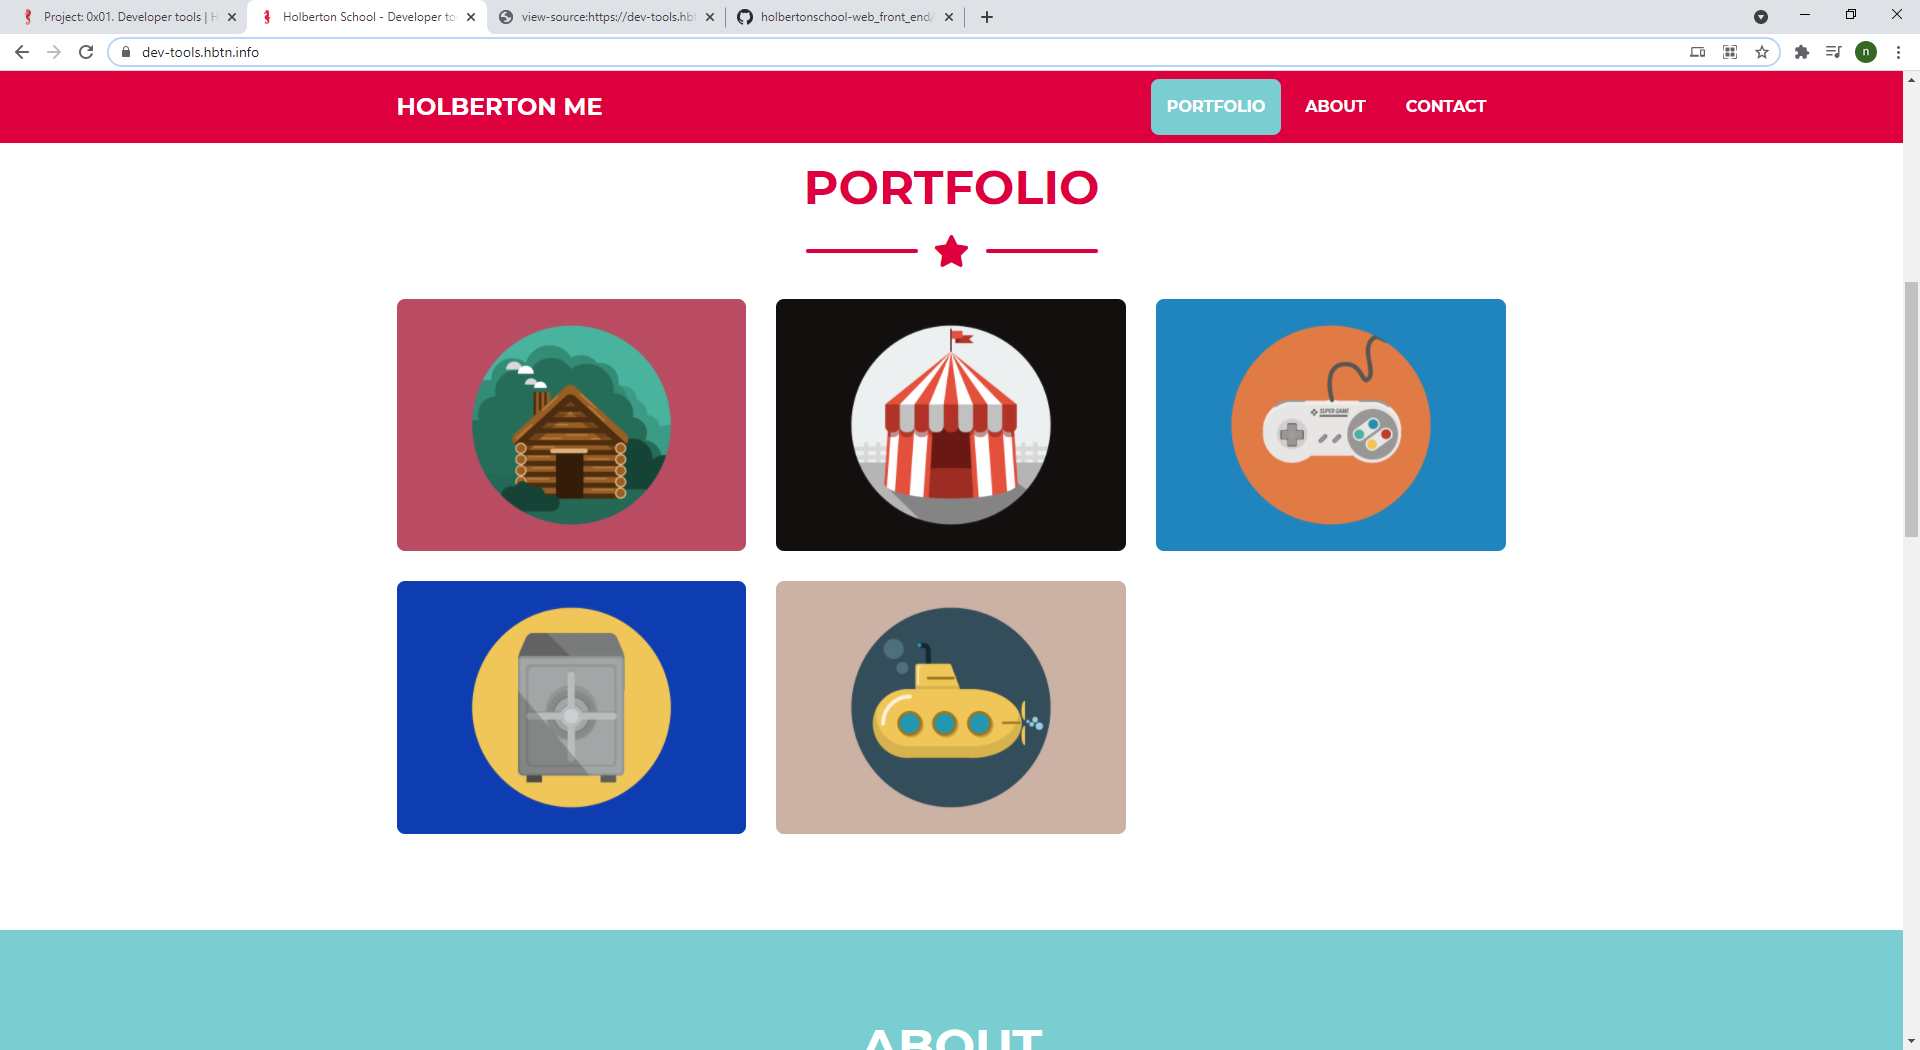 Project: 0x01. Developer tools | H
Holberton School - Developer to
view-source:https://dev-tools.hbt
holbertonschool-web_front_end/
dev-tools.hbtn.info
n
HOLBERTON ME
PORTFOLIO
ABOUT
CONTACT
PORTFOLIO
SUPER GAME
ABOUT